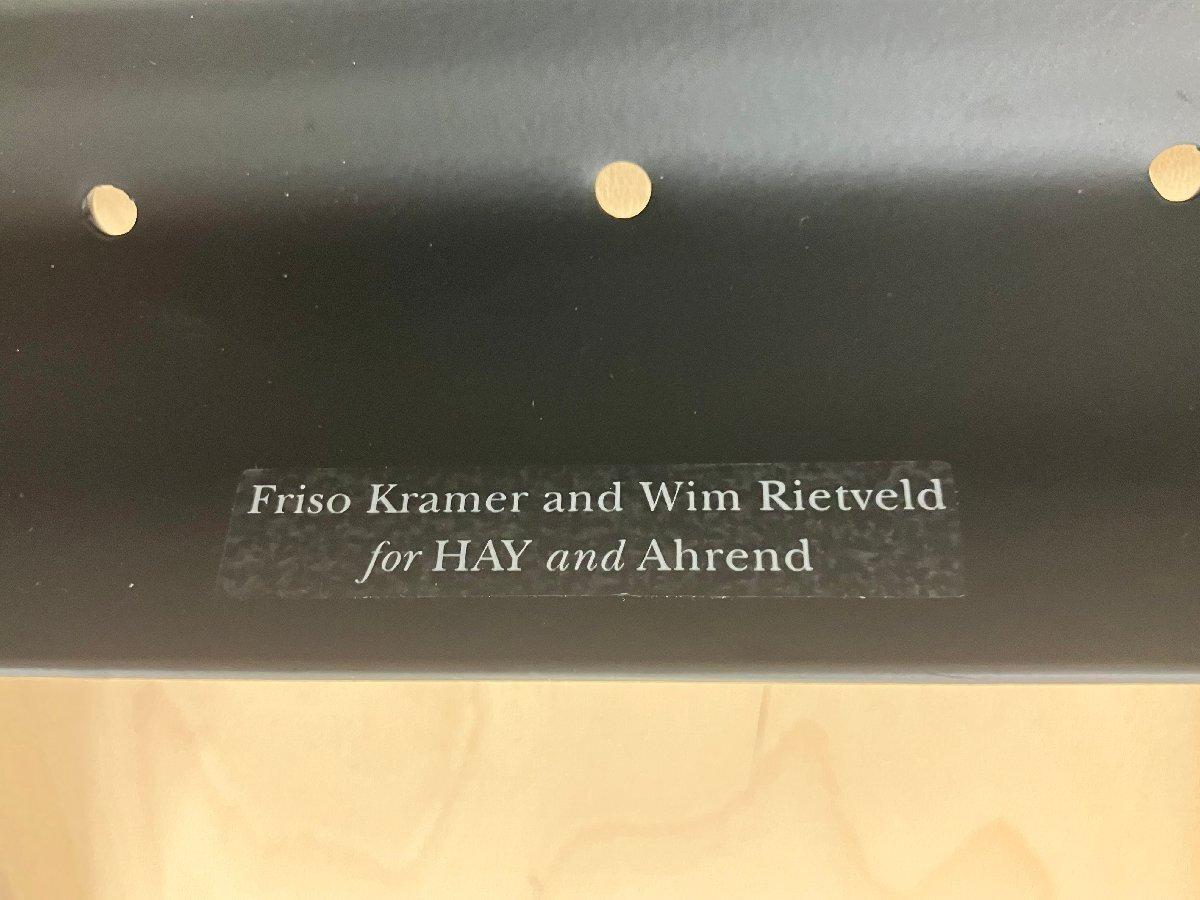 Friso Kramer and Wim Rietveld
for HAY and Ahrend